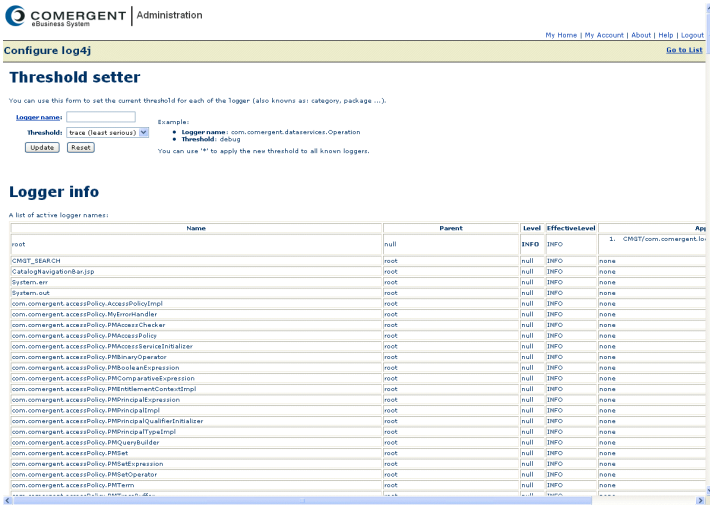 COMERGENT
eBusiness System
Administration
My Home | My Account | About | Help | Logout
Configure log4j
Go to List
Threshold setter
You can use this form to set the current threshold for each of the logger (also knowns as: category, package ...).
Logger name:
Threshold: trace (least serious)
Update Reset
Example:
• Logger name: com.comergent.dataservices.Operation
• Threshold: debug
You can use '*' to apply the new threshold to all known loggers.
Logger info
A list of active logger names:
Name Parent Level EffectiveLevel App
root null INFO INFO 1. CMGT/com.comergent.lo
CMGT_SEARCH root null INFO none
CatalogNavigationBar.jsp root null INFO none
System.err root null INFO none
System.out root null INFO none
com.comergent.accessPolicy.AccessPolicyImpl root null INFO none
com.comergent.accessPolicy.MyErrorHandler root null INFO none
com.comergent.accessPolicy.PMAccessChecker root null INFO none
com.comergent.accessPolicy.PMAccessPolicy root null INFO none
com.comergent.accessPolicy.PMAccessServiceInitializer root null INFO none
com.comergent.accessPolicy.PMBinaryOperator root null INFO none
com.comergent.accessPolicy.PMBooleanExpression root null INFO none
com.comergent.accessPolicy.PMComparativeExpression root null INFO none
com.comergent.accessPolicy.PMEntitlementContextImpl root null INFO none
com.comergent.accessPolicy.PMPrincipalExpression root null INFO none
com.comergent.accessPolicy.PMPrincipalImpl root null INFO none
com.comergent.accessPolicy.PMPrincipalQualifierInitializer root null INFO none
com.comergent.accessPolicy.PMPrincipalTypeImpl root null INFO none
com.comergent.accessPolicy.PMQueryBuilder root null INFO none
com.comergent.accessPolicy.PMSet root null INFO none
com.comergent.accessPolicy.PMSetExpression root null INFO none
com.comergent.accessPolicy.PMSetOperator root null INFO none
com.comergent.accessPolicy.PMTerm root null INFO none